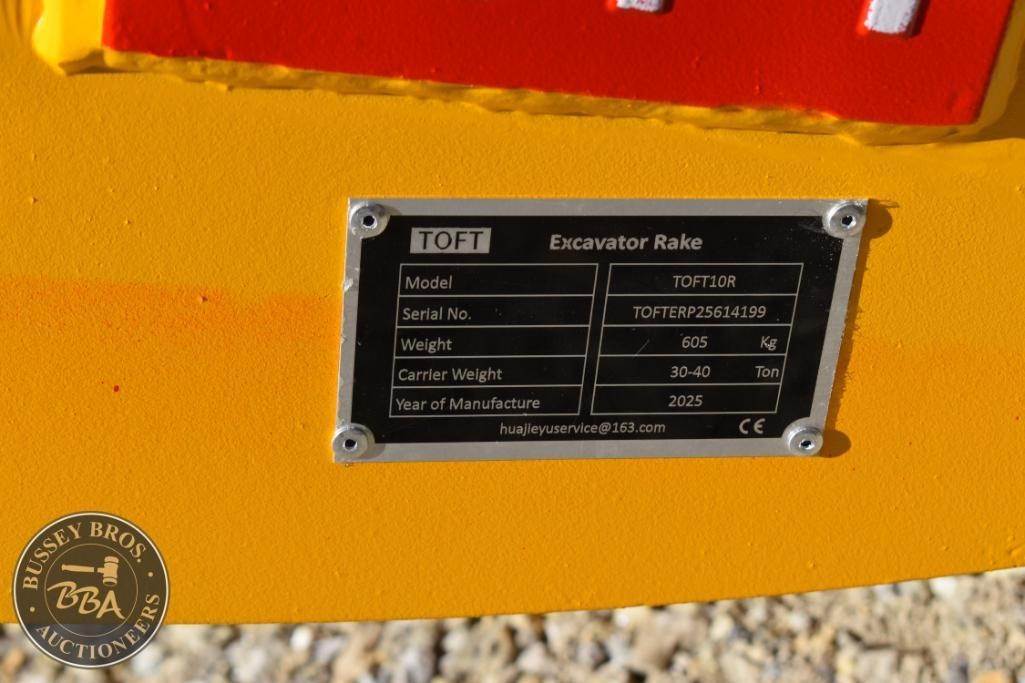 TOFT Excavator Rake
Model TOFT10R
Serial No. TOFTERP25614199
Weight 605 Kg
Carrier Weight 30-40 Ton
Year of Manufacture 2025
huajieyuservice@163.com CE
BUSSEY BROS.
BBA
AUCTIONEERS